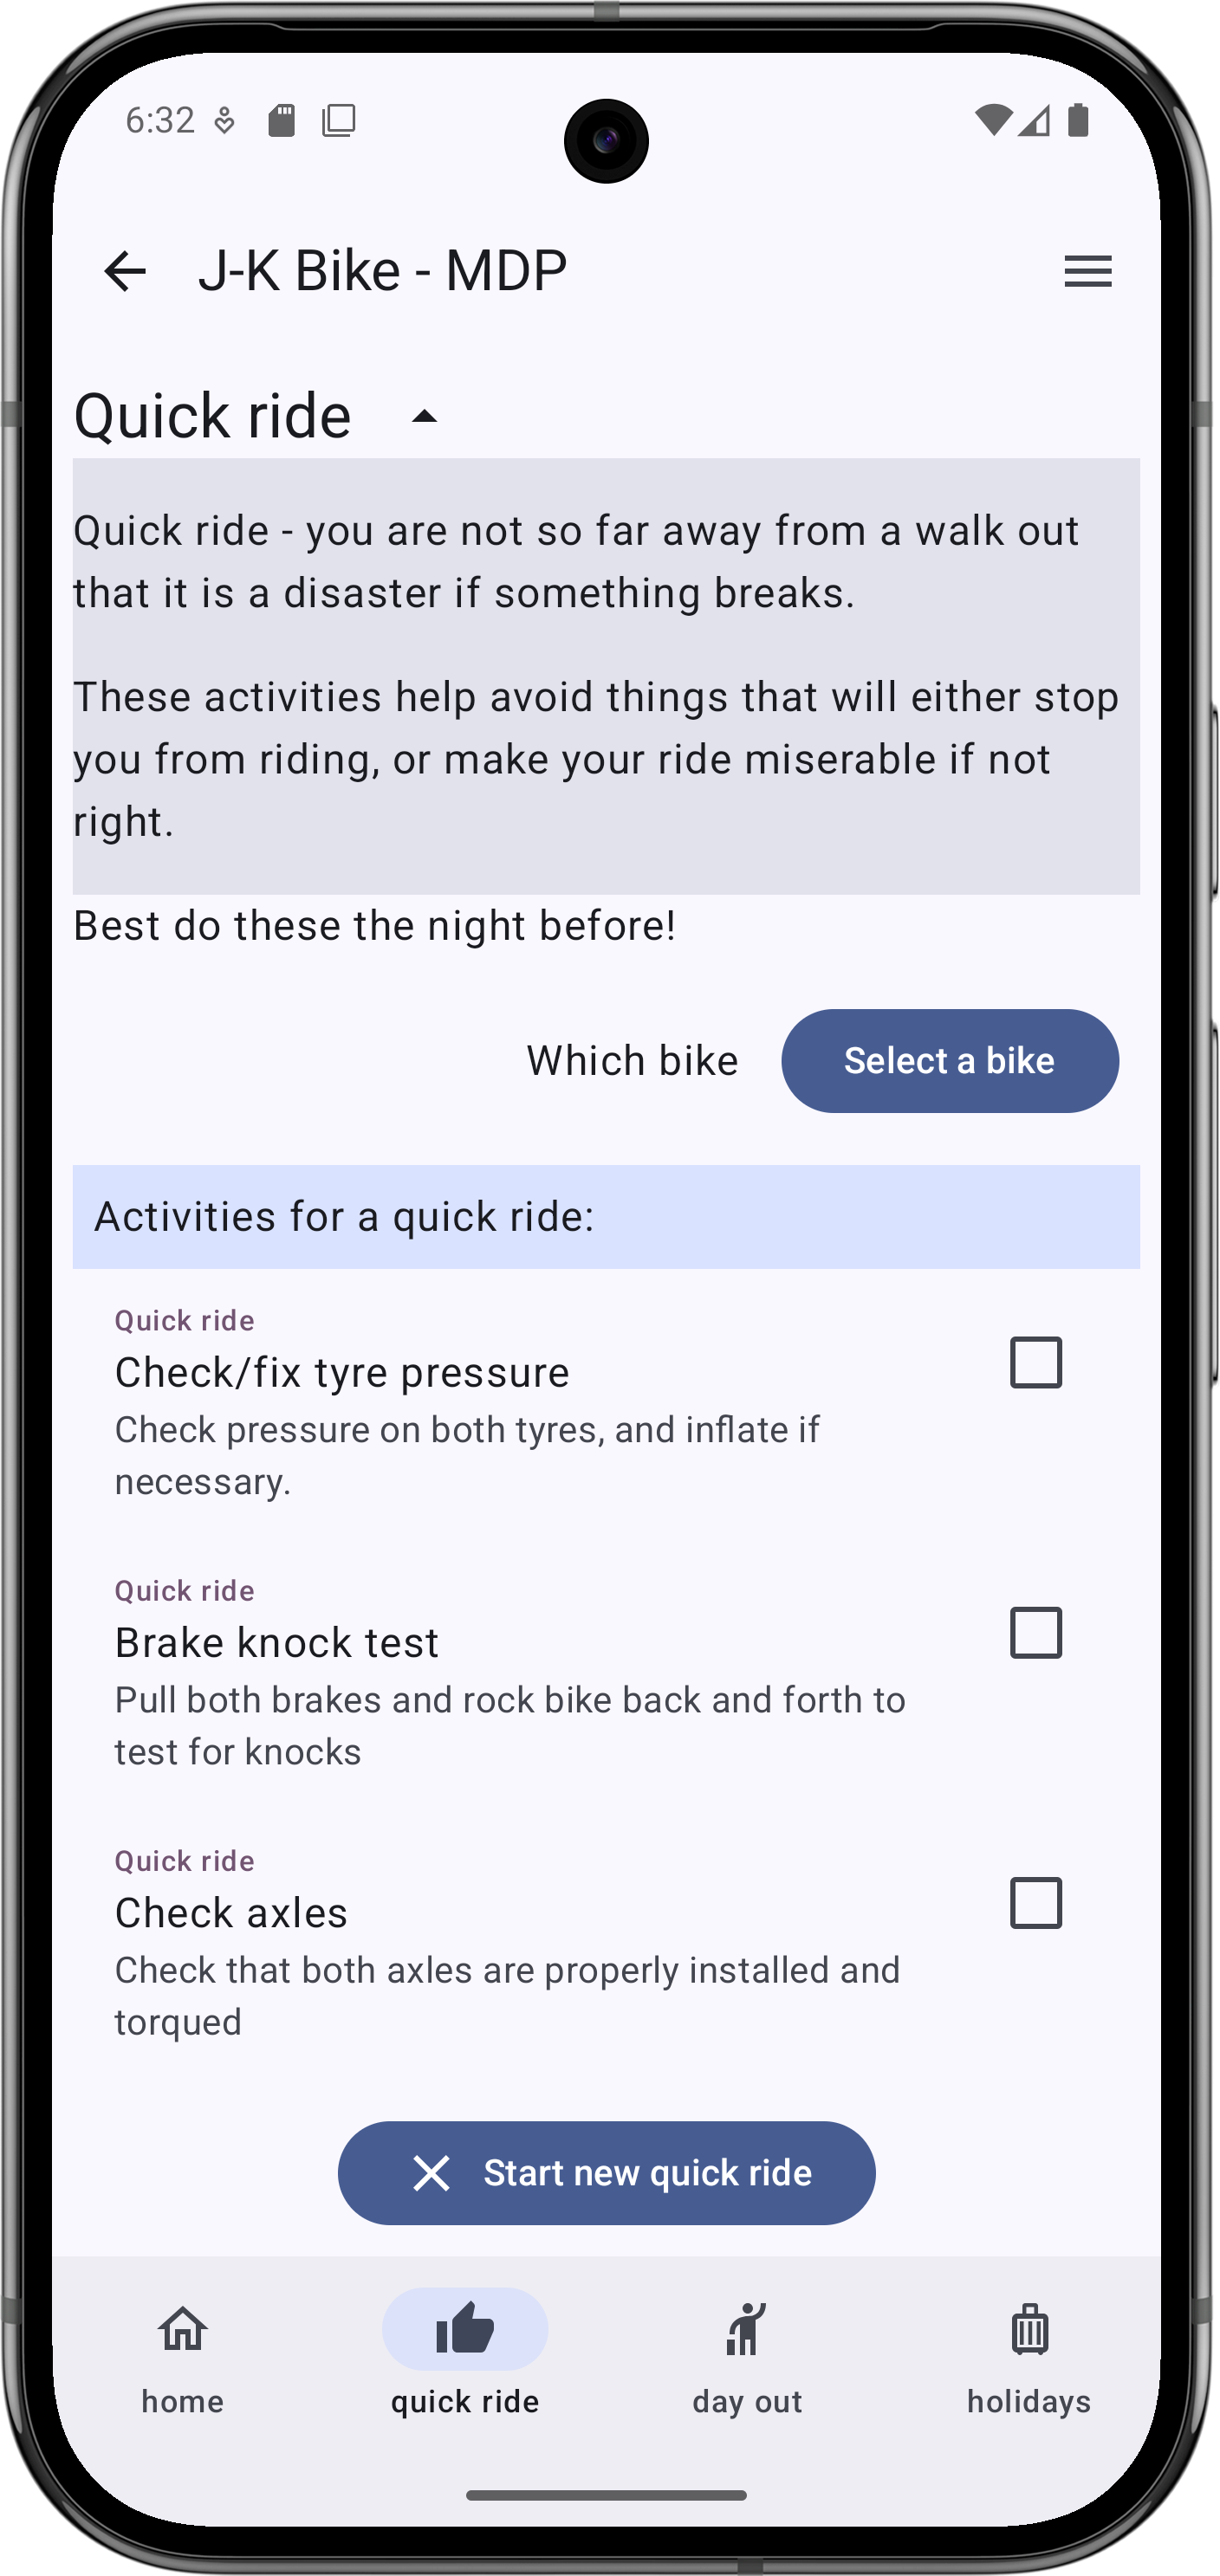 6:32
J-K Bike - MDP
Quick ride
Quick ride - you are not so far away from a walk out
that it is a disaster if something breaks.
These activities help avoid things that will either stop
you from riding, or make your ride miserable if not
right.
Best do these the night before!
Which bike
Select a bike
Activities for a quick ride:
Quick ride
Check/fix tyre pressure
Check pressure on both tyres, and inflate if
necessary.
Quick ride
Brake knock test
Pull both brakes and rock bike back and forth to
test for knocks
Quick ride
Check axles
Check that both axles are properly installed and
torqued
Start new quick ride
home
quick ride
day out
holidays